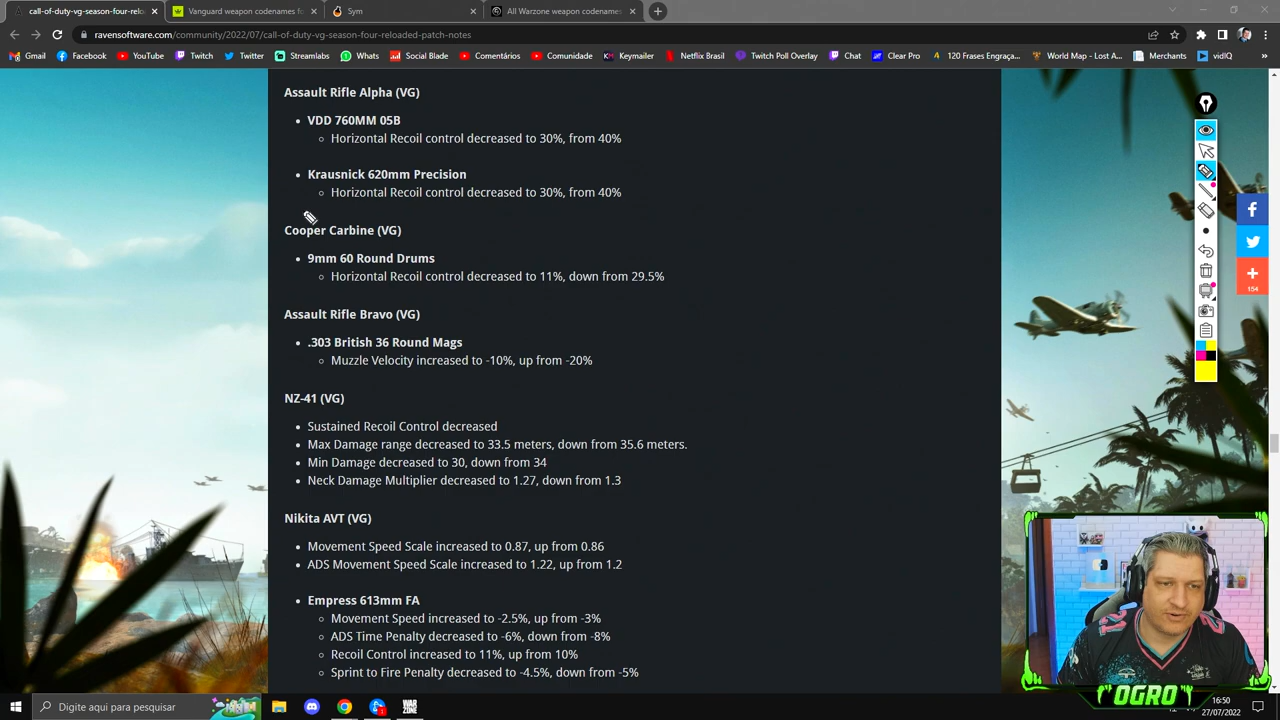 call-of-duty-vg-season-four-relo
Vanguard weapon codenames f
Sym
All Warzone weapon codenames
ravensoftware.com/community/2022/07/call-of-duty-vg-season-four-reloaded-patch-notes
Gmail Facebook YouTube Twitch Twitter Streamlabs Whats Social Blade Comentários Comunidade Keymailer Netflix Brasil Twitch Poll Overlay Chat Clear Pro 120 Frases Engraça... World Map - Lost A... Merchants vidIQ »
Assault Rifle Alpha (VG)
• VDD 760MM 05B
Horizontal Recoil control decreased to 30%, from 40%
• Krausnick 620mm Precision
Horizontal Recoil control decreased to 30%, from 40%
Cooper Carbine (VG)
• 9mm 60 Round Drums
Horizontal Recoil control decreased to 11%, down from 29.5%
Assault Rifle Bravo (VG)
• .303 British 36 Round Mags
Muzzle Velocity increased to -10%, up from -20%
NZ-41 (VG)
• Sustained Recoil Control decreased
• Max Damage range decreased to 33.5 meters, down from 35.6 meters.
• Min Damage decreased to 30, down from 34
• Neck Damage Multiplier decreased to 1.27, down from 1.3
Nikita AVT (VG)
• Movement Speed Scale increased to 0.87, up from 0.86
• ADS Movement Speed Scale increased to 1.22, up from 1.2
• Empress 613mm FA
Movement Speed increased to -2.5%, up from -3%
ADS Time Penalty decreased to -6%, down from -8%
Recoil Control increased to 11%, up from 10%
Sprint to Fire Penalty decreased to -4.5%, down from -5%
154
OGRO
Digite aqui para pesquisar
WAR
ZONE
16:50
27/07/2022